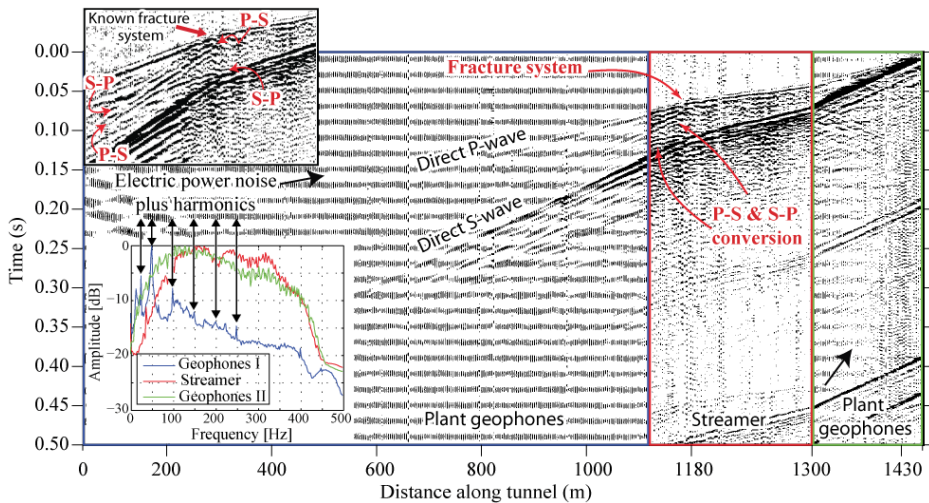 Known fracture
system
P-S
S-P
S-P
P-S
0.00
0.05
0.10
0.15
0.20
0.25
0.30
0.35
0.40
0.45
0.50
Time (s)
Fracture system
Direct P-wave
Direct S-wave
P-S & S-P
conversion
Electric power noise
plus harmonics
0
-10
-20
-30
Amplitude [dB]
Geophones I
Streamer
Geophones II
0 100 200 300 400 500
Frequency [Hz]
Plant geophones
Streamer
Plant
geophones
0 200 400 600 800 1000 1180 1300 1430
Distance along tunnel (m)